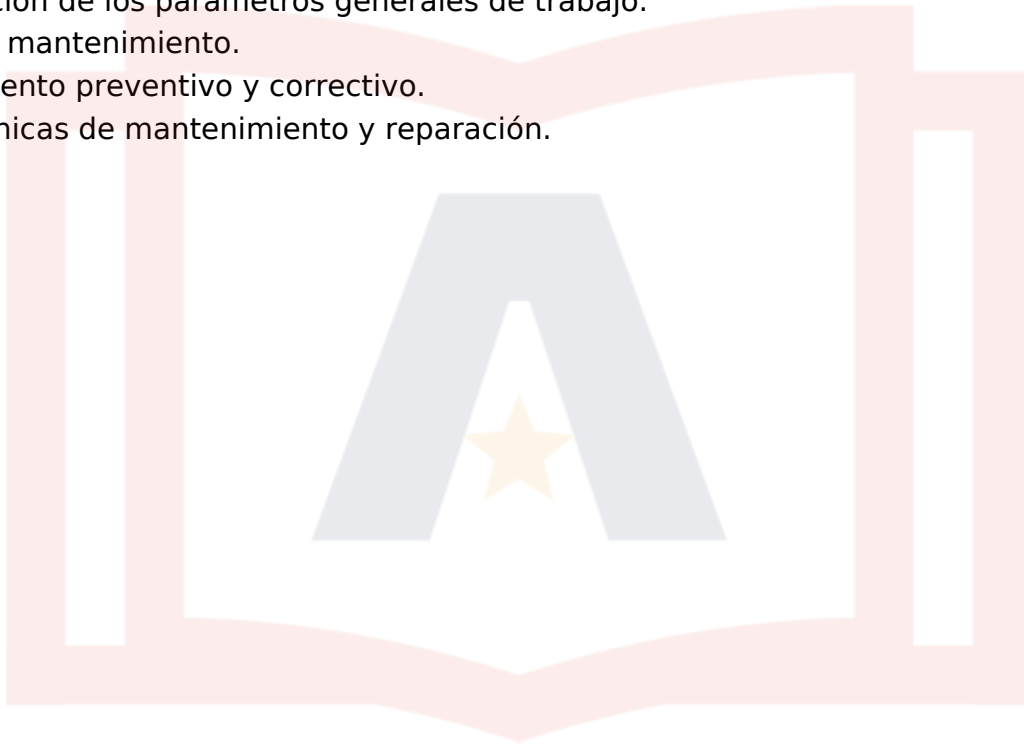 ción de los parámetros generales de trabajo.
mantenimiento.
ento preventivo y correctivo.
nicas de mantenimiento y reparación.